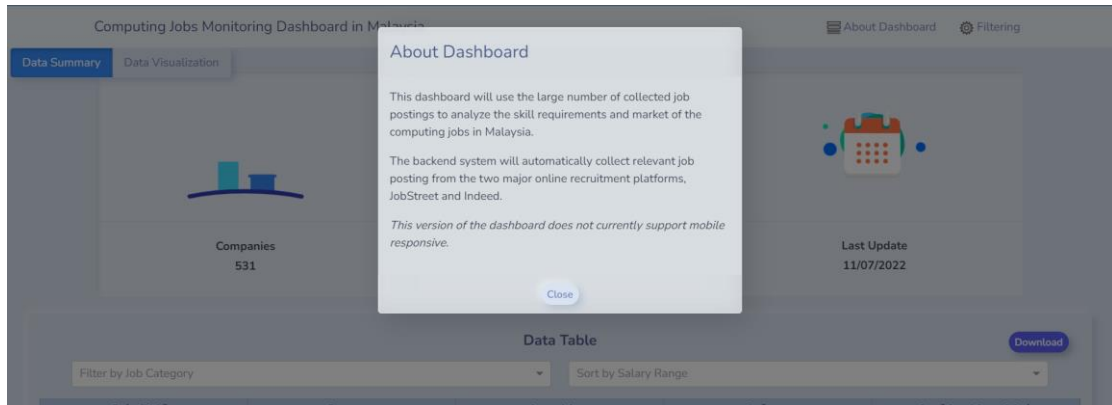 Computing Jobs Monitoring Dashboard in Malaysia
About Dashboard
Filtering
Data Summary
Data Visualization
About Dashboard
This dashboard will use the large number of collected job
postings to analyze the skill requirements and market of the
computing jobs in Malaysia.
The backend system will automatically collect relevant job
posting from the two major online recruitment platforms,
JobStreet and Indeed.
This version of the dashboard does not currently support mobile
responsive.
Close
Companies
531
Last Update
11/07/2022
Data Table
Download
Filter by Job Category
Sort by Salary Range